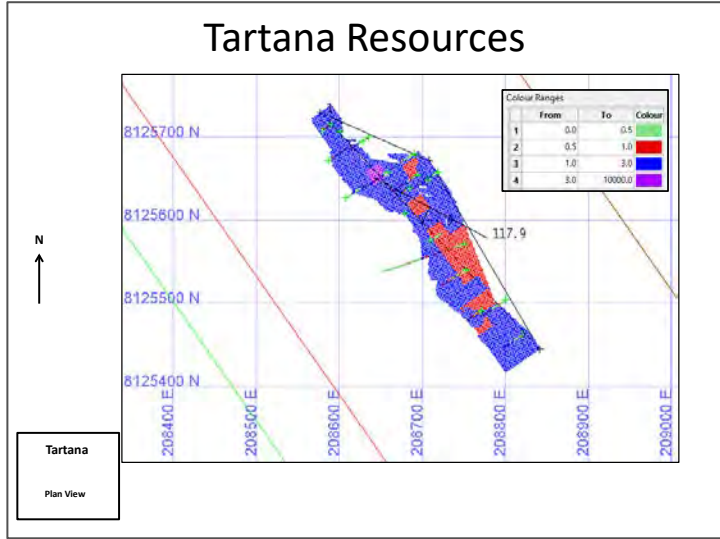 Tartana Resources
Colour Ranges
From To Colour
1 0.0 0.5
2 0.5 1.0
3 1.0 3.0
4 3.0 10000.0
8125700 N
8125600 N
117.9
N
8125500 N
8125400 N
208400 E
208500 E
208600 E
208700 E
208800 E
208900 E
209000 E
Tartana
Plan View